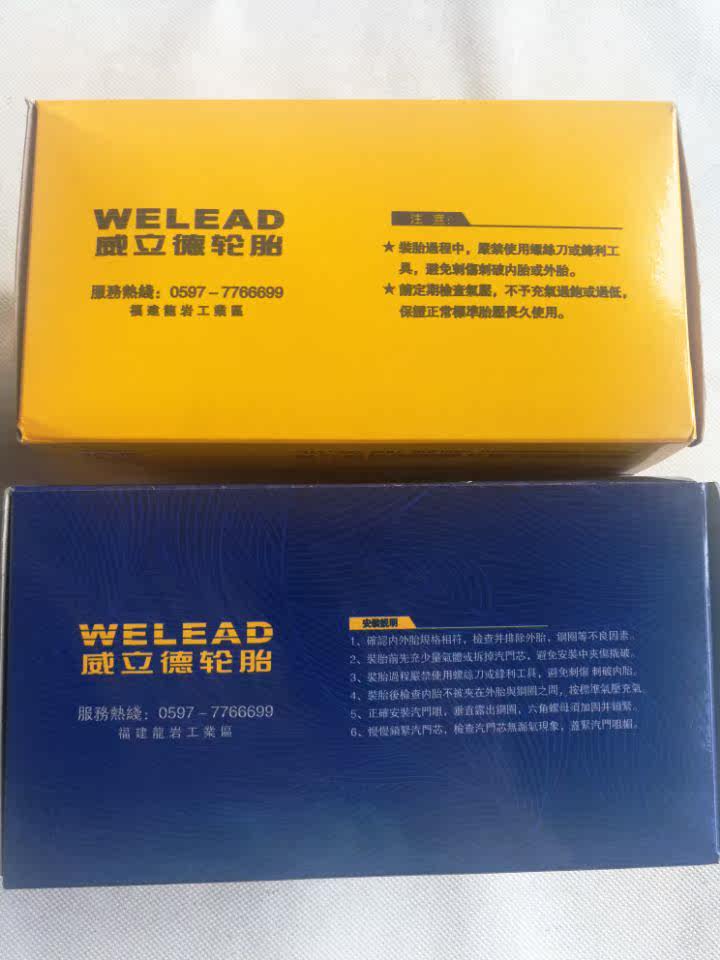 WELEAD
威立德轮胎
服務熱綫：0597-7766699
福建龍岩工業區
注意：
★裝胎過程中，嚴禁使用螺絲刀或鋒利工
具，避免刺傷刺破内胎或外胎。
★請定期檢查氣壓，不予充氣過飽或過低，
保證正常標準胎壓長久使用。
WELEAD
威立德轮胎
服務熱綫：0597-7766699
福建龍岩工業區
安裝説明
1、確認内外胎規格相符，檢查并排除外胎，鋼圈等不良因素。
2、裝胎前先充少量氣體或拆掉汽門芯，避免安裝中夾傷撬破。
3、裝胎過程嚴禁使用螺絲刀或鋒利工具，避免刺傷 刺破内胎。
4、裝胎後檢查内胎不被夾在外胎與鋼圈之間，按標準氣壓充氣。
5、正確安裝汽門咀，垂直露出鋼圈，六角螺母須加固并鎖緊。
6、慢慢鎖緊汽門芯，檢查汽門芯無漏氣現象，蓋緊汽門咀帽。